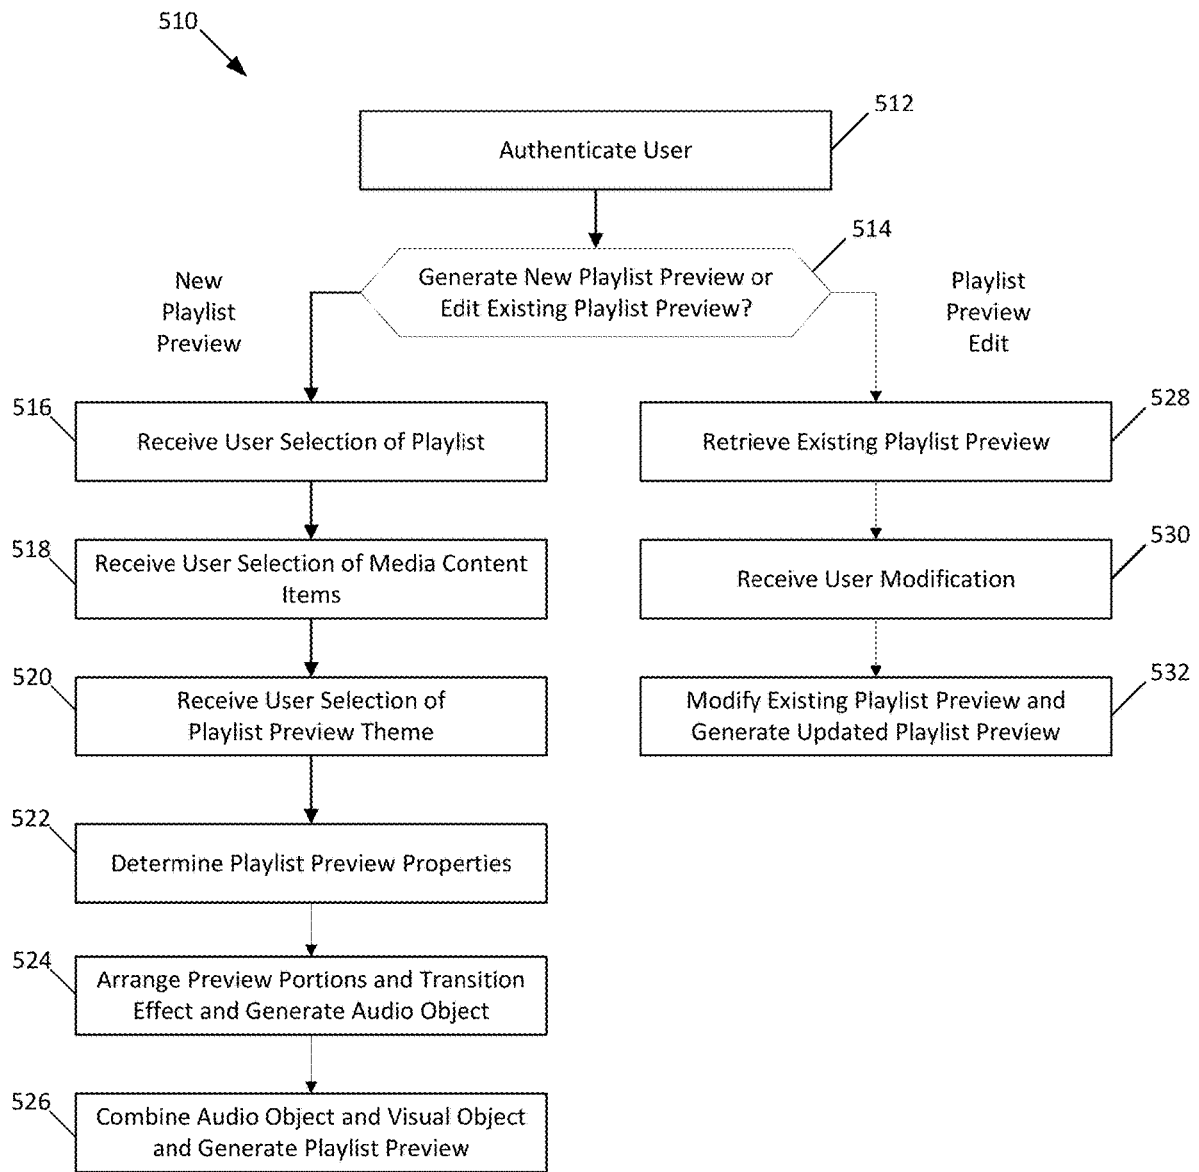 510
512
Authenticate User
514
Generate New Playlist Preview or
Edit Existing Playlist Preview?
New
Playlist
Preview
Playlist
Preview
Edit
516
Receive User Selection of Playlist
528
Retrieve Existing Playlist Preview
518
Receive User Selection of Media Content
Items
530
Receive User Modification
520
Receive User Selection of
Playlist Preview Theme
532
Modify Existing Playlist Preview and
Generate Updated Playlist Preview
522
Determine Playlist Preview Properties
524
Arrange Preview Portions and Transition
Effect and Generate Audio Object
526
Combine Audio Object and Visual Object
and Generate Playlist Preview